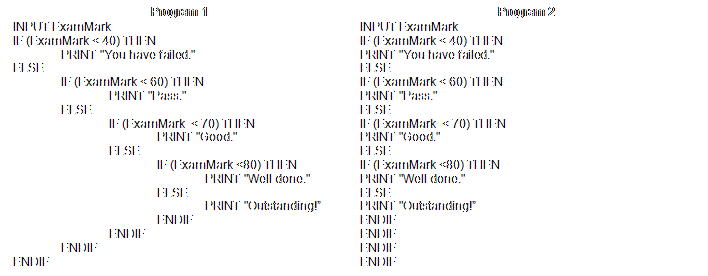 Program 1
INPUT ExamMark
IF (ExamMark < 40) THEN
PRINT "You have failed."
ELSE
IF (ExamMark < 60) THEN
PRINT "Pass."
ELSE
IF (ExamMark < 70) THEN
PRINT "Good."
ELSE
IF (ExamMark <80) THEN
PRINT "Well done."
ELSE
PRINT "Outstanding!"
ENDIF
ENDIF
ENDIF
ENDIF
Program 2
INPUT ExamMark
IF (ExamMark < 40) THEN
PRINT "You have failed."
ELSE
IF (ExamMark < 60) THEN
PRINT "Pass."
ELSE
IF (ExamMark < 70) THEN
PRINT "Good."
ELSE
IF (ExamMark <80) THEN
PRINT "Well done."
ELSE
PRINT "Outstanding!"
ENDIF
ENDIF
ENDIF
ENDIF